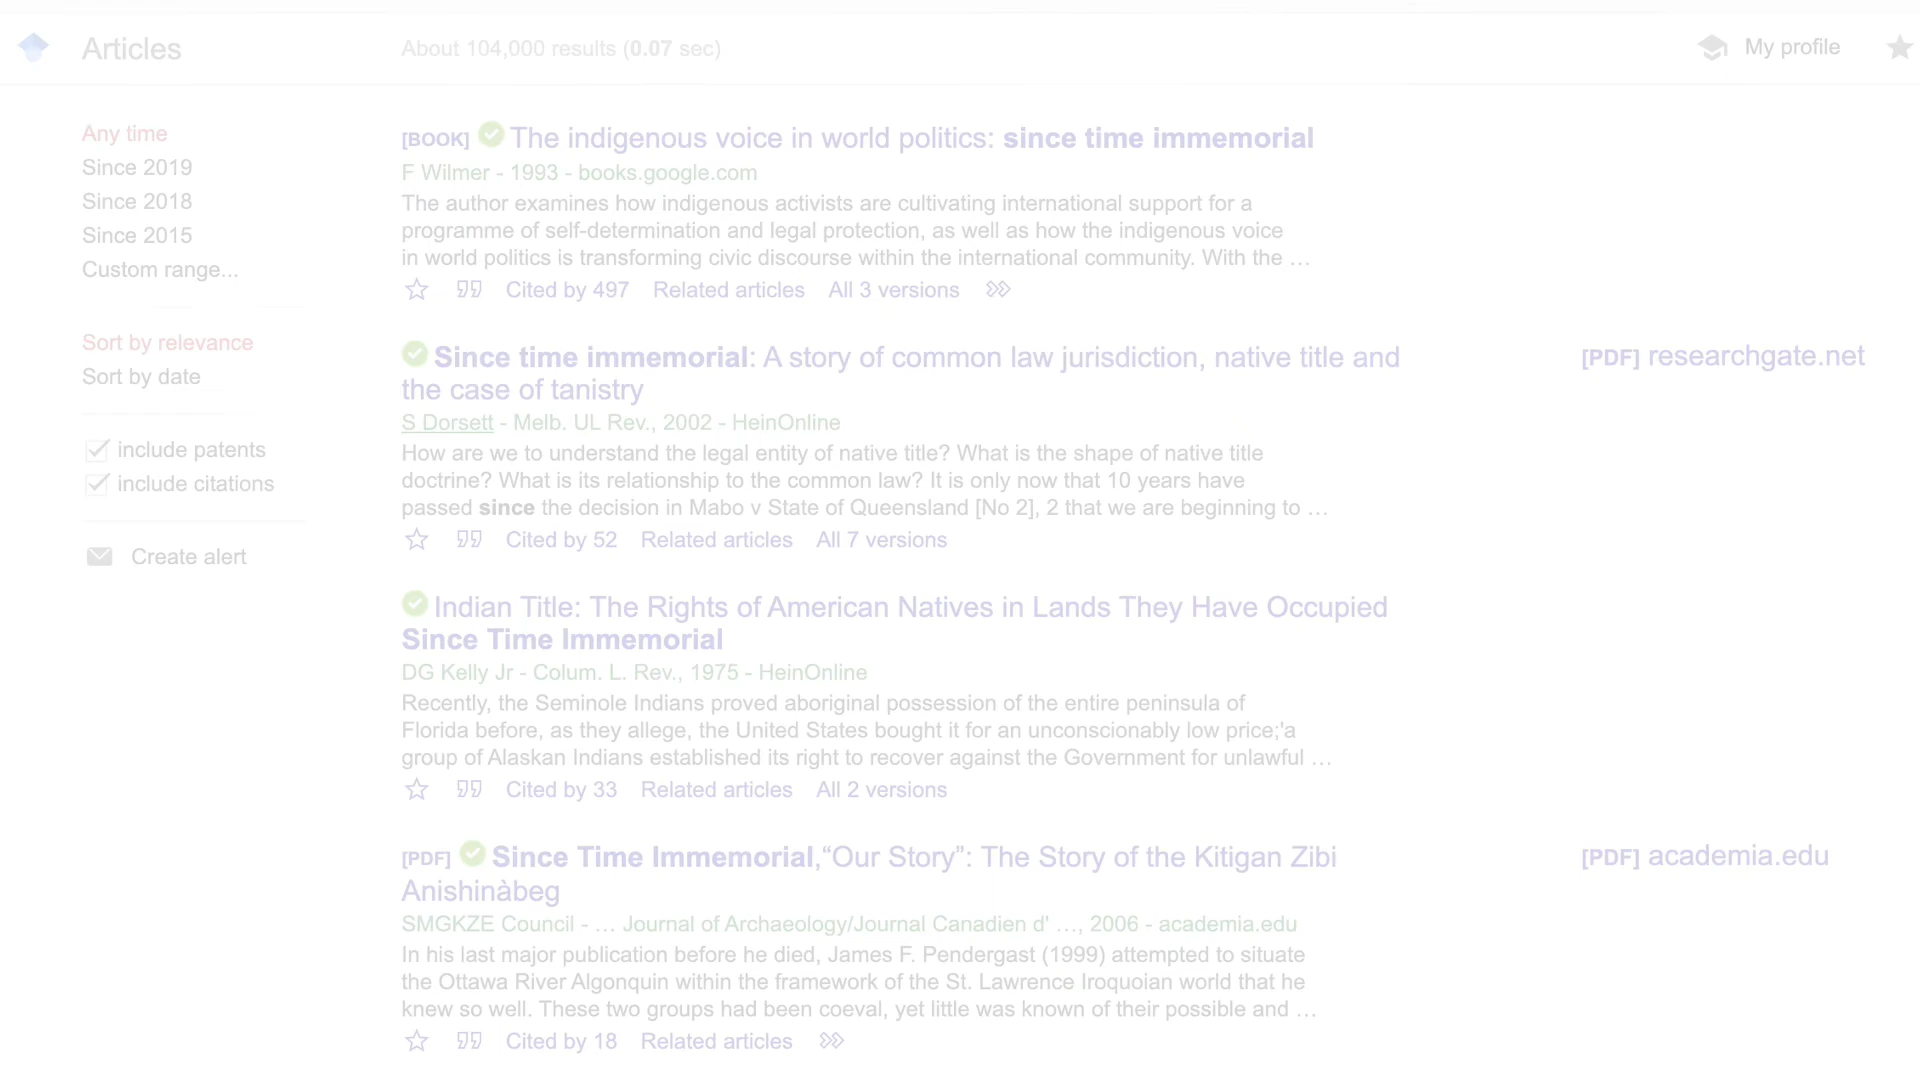 Articles
About 104,000 results (0.07 sec)
My profile
Any time
Since 2019
Since 2018
Since 2015
Custom range...
Sort by relevance
Sort by date
include patents
include citations
Create alert
[BOOK] The indigenous voice in world politics: since time immemorial
F Wilmer - 1993 - books.google.com
The author examines how indigenous activists are cultivating international support for a
programme of self-determination and legal protection, as well as how the indigenous voice
in world politics is transforming civic discourse within the international community. With the …
Cited by 497 Related articles All 3 versions
Since time immemorial: A story of common law jurisdiction, native title and
the case of tanistry
[PDF] researchgate.net
S Dorsett - Melb. UL Rev., 2002 - HeinOnline
How are we to understand the legal entity of native title? What is the shape of native title
doctrine? What is its relationship to the common law? It is only now that 10 years have
passed since the decision in Mabo v State of Queensland [No 2], 2 that we are beginning to …
Cited by 52 Related articles All 7 versions
Indian Title: The Rights of American Natives in Lands They Have Occupied
Since Time Immemorial
DG Kelly Jr - Colum. L. Rev., 1975 - HeinOnline
Recently, the Seminole Indians proved aboriginal possession of the entire peninsula of
Florida before, as they allege, the United States bought it for an unconscionably low price;'a
group of Alaskan Indians established its right to recover against the Government for unlawful …
Cited by 33 Related articles All 2 versions
[PDF] Since Time Immemorial,“Our Story”: The Story of the Kitigan Zibi
Anishinàbeg
[PDF] academia.edu
SMGKZE Council - … Journal of Archaeology/Journal Canadien d' …, 2006 - academia.edu
In his last major publication before he died, James F. Pendergast (1999) attempted to situate
the Ottawa River Algonquin within the framework of the St. Lawrence Iroquoian world that he
knew so well. These two groups had been coeval, yet little was known of their possible and …
Cited by 18 Related articles